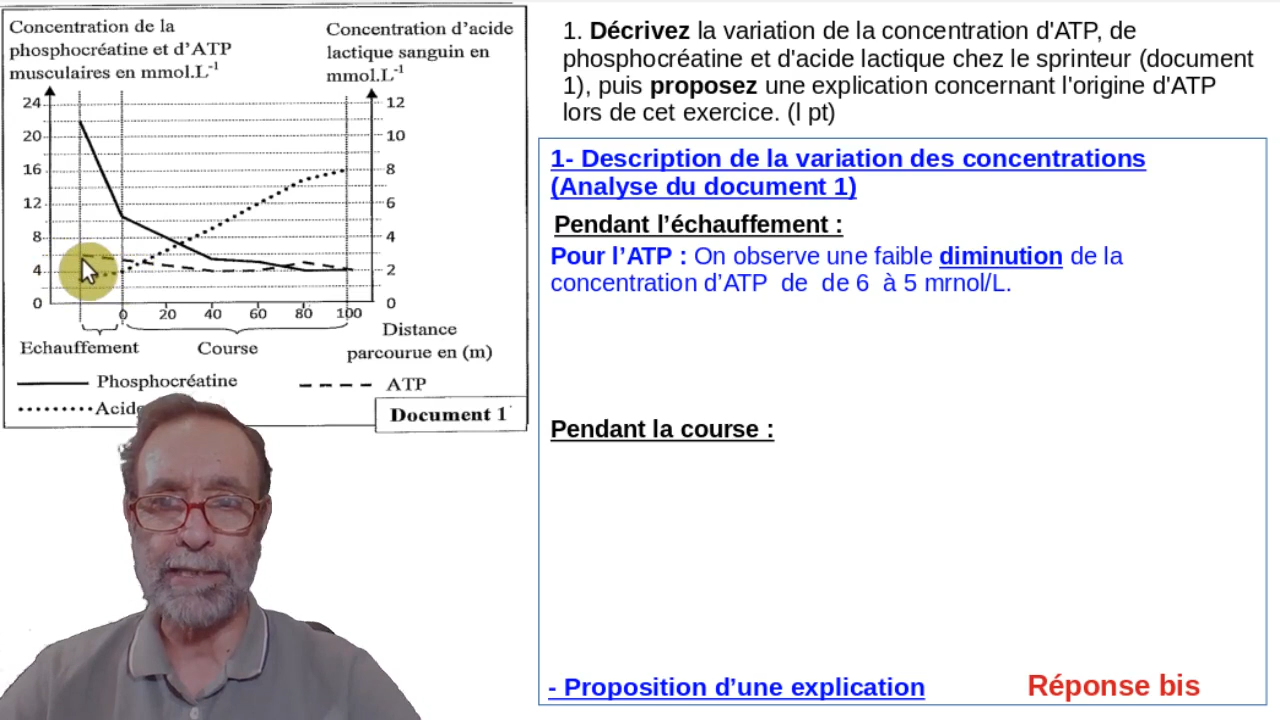 Concentration de la
phosphocréatine et d'ATP
musculaires en mmol.L⁻¹
Concentration d'acide
lactique sanguin en
mmol.L⁻¹
24
20
16
12
8
4
0
12
10
8
6
4
2
0
0 20 40 60 80 100
Distance
parcourue en (m)
Echauffement
Course
Phosphocréatine
ATP
Acide
Document 1
1. Décrivez la variation de la concentration d'ATP, de
phosphocréatine et d'acide lactique chez le sprinteur (document
1), puis proposez une explication concernant l'origine d'ATP
lors de cet exercice. (l pt)
1- Description de la variation des concentrations
(Analyse du document 1)
Pendant l’échauffement :
Pour l’ATP : On observe une faible diminution de la
concentration d’ATP de de 6 à 5 mrnol/L.
Pendant la course :
- Proposition d’une explication
Réponse bis